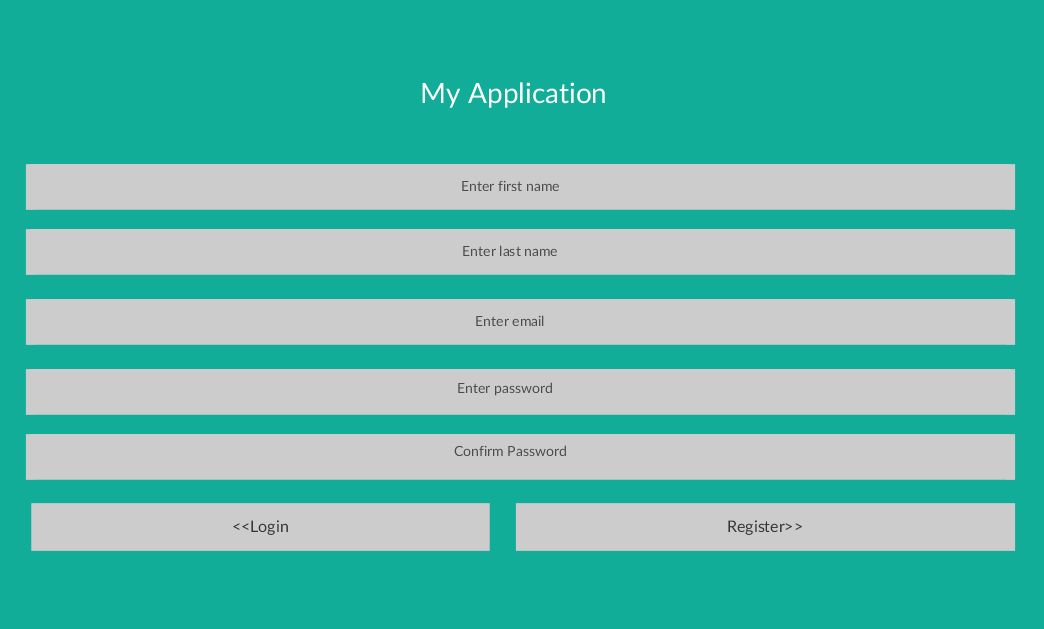 My Application
Enter first name
Enter last name
Enter email
Enter password
Confirm Password
<<Login
Register>>